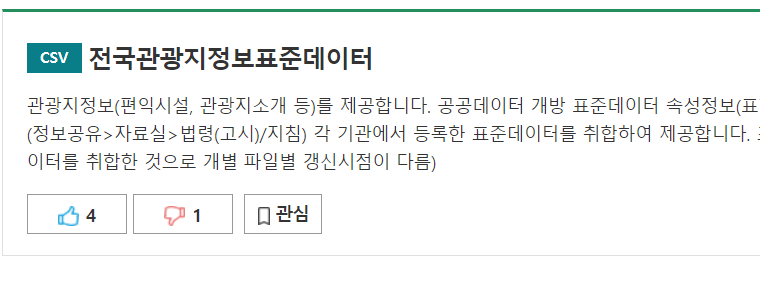 CSV 전국관광지정보표준데이터
관광지정보(편익시설, 관광지소개 등)를 제공합니다. 공공데이터 개방 표준데이터 속성정보(표
(정보공유>자료실>법령(고시)/지침) 각 기관에서 등록한 표준데이터를 취합하여 제공합니다.
이터를 취합한 것으로 개별 파일별 갱신시점이 다름)
4 1 관심